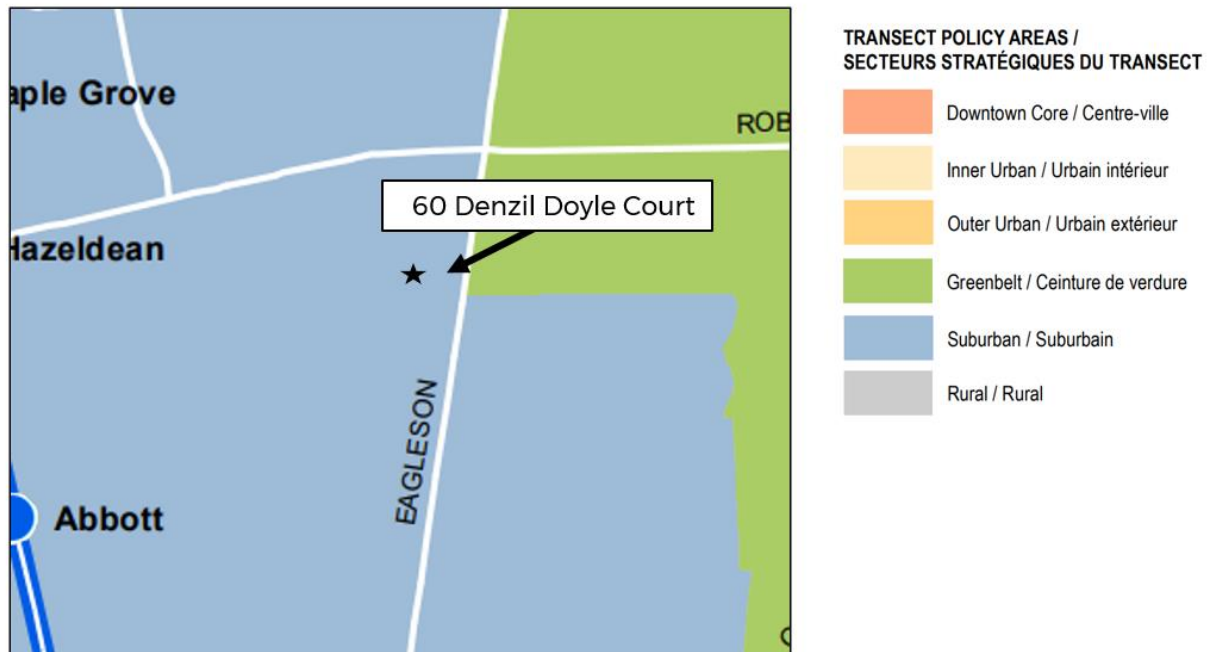 aple Grove
ROB
60 Denzil Doyle Court
Hazeldean
EAGLESON
Abbott
TRANSECT POLICY AREAS /
SECTEURS STRATÉGIQUES DU TRANSECT
Downtown Core / Centre-ville
Inner Urban / Urbain intérieur
Outer Urban / Urbain extérieur
Greenbelt / Ceinture de verdure
Suburban / Suburbain
Rural / Rural